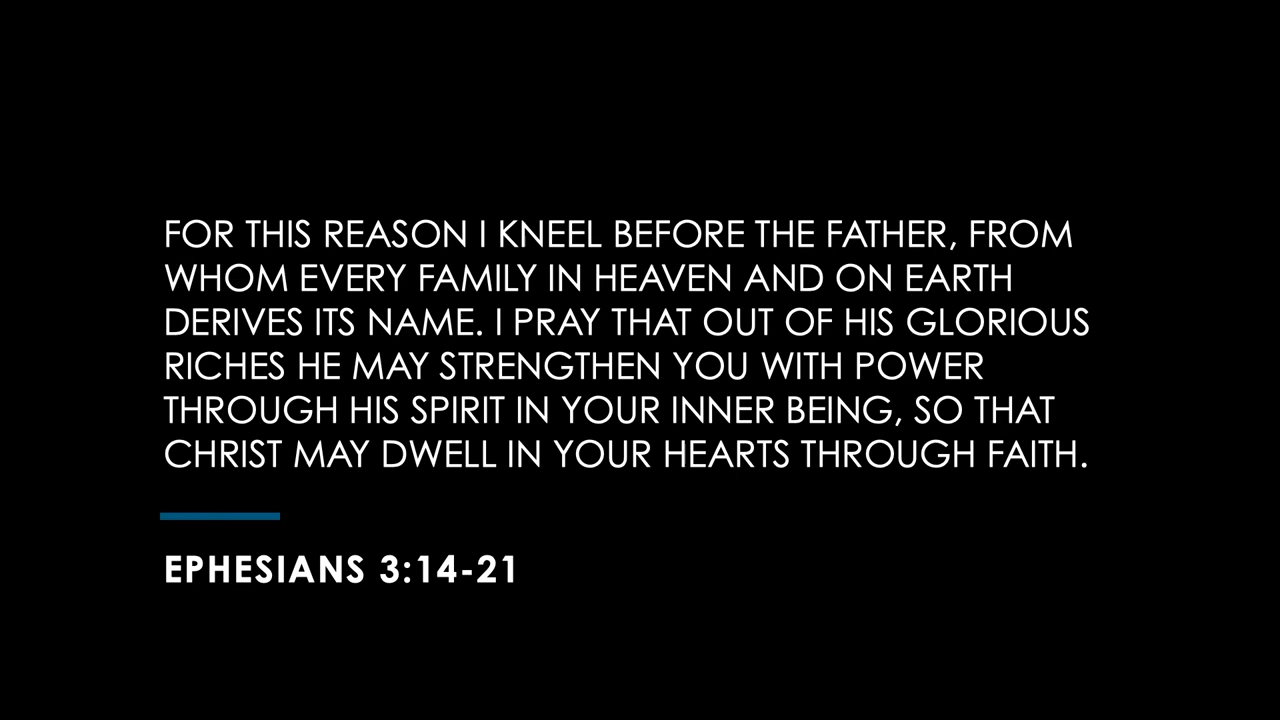 FOR THIS REASON I KNEEL BEFORE THE FATHER, FROM
WHOM EVERY FAMILY IN HEAVEN AND ON EARTH
DERIVES ITS NAME. I PRAY THAT OUT OF HIS GLORIOUS
RICHES HE MAY STRENGTHEN YOU WITH POWER
THROUGH HIS SPIRIT IN YOUR INNER BEING, SO THAT
CHRIST MAY DWELL IN YOUR HEARTS THROUGH FAITH.
EPHESIANS 3:14-21